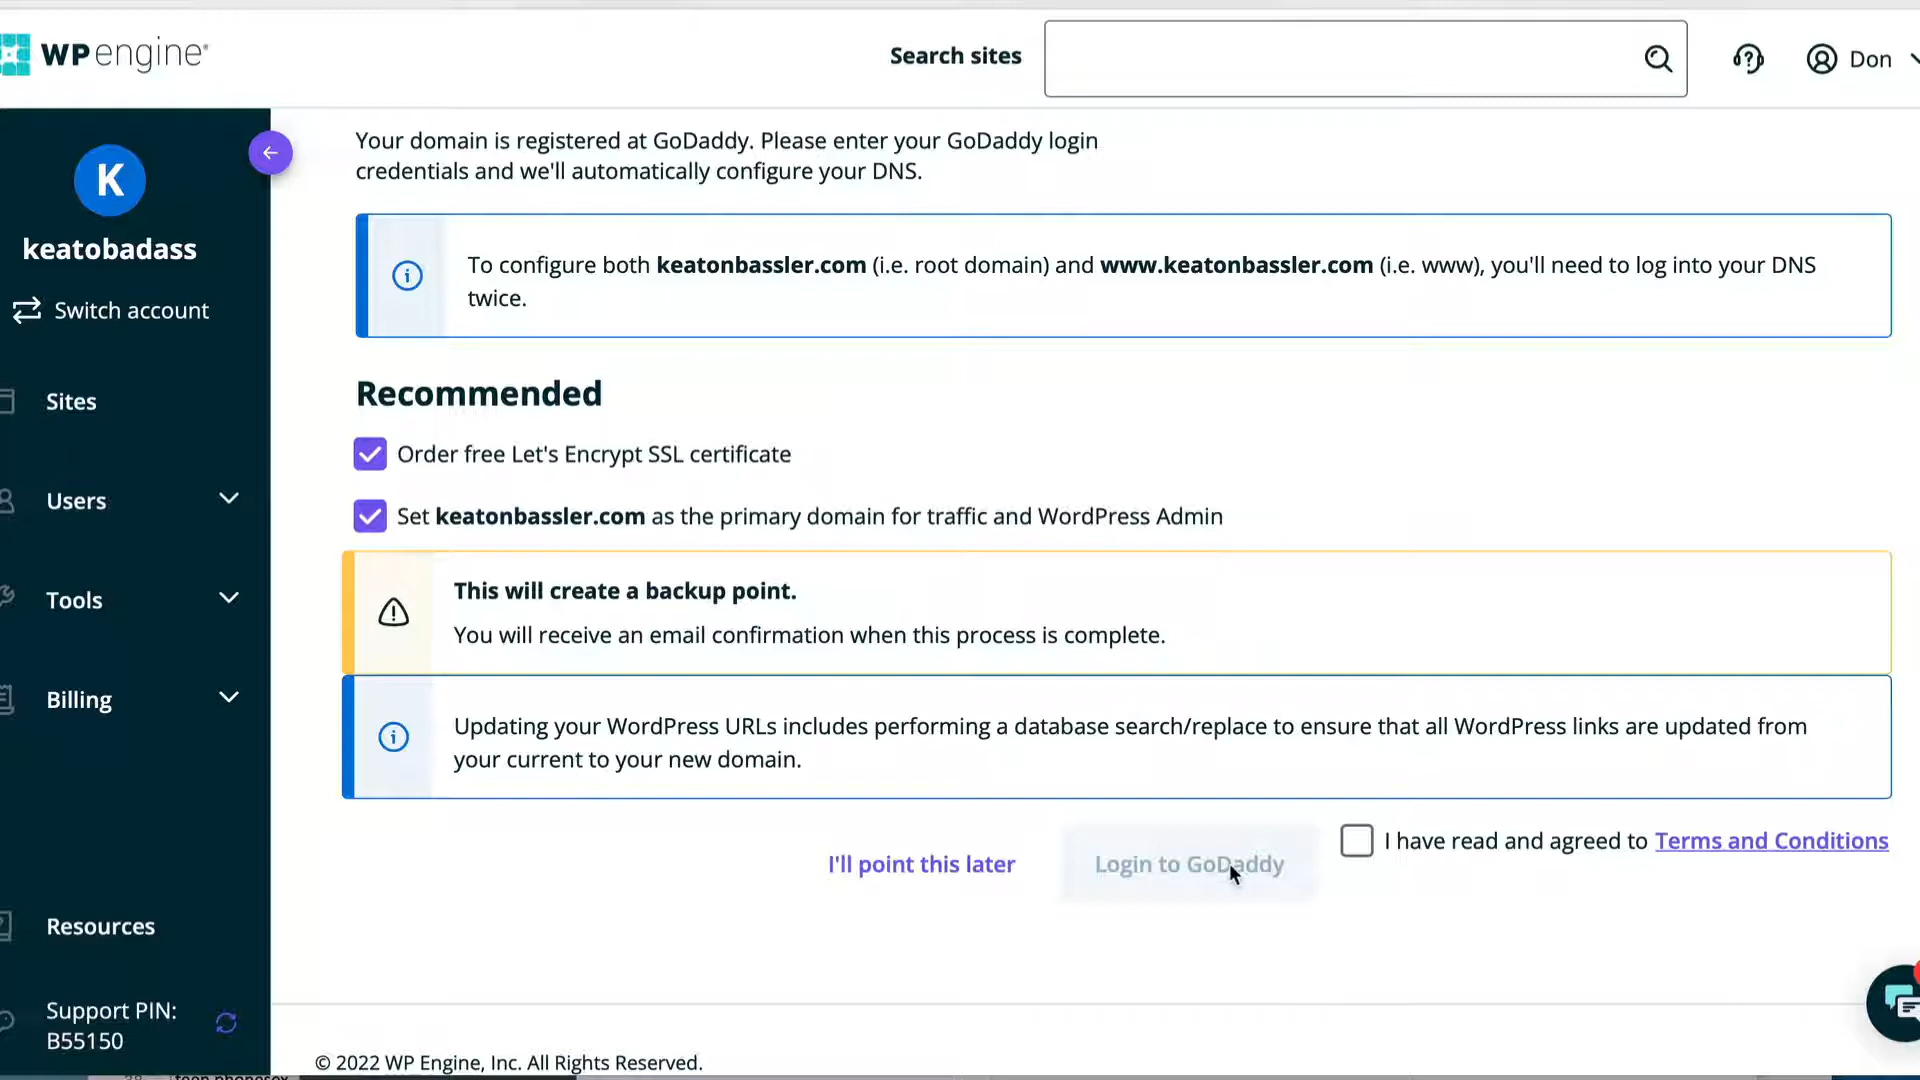 WPengine®
Search sites
Don
K
keatobadass
Switch account
Sites
Users
Tools
Billing
Resources
Support PIN:
B55150
Your domain is registered at GoDaddy. Please enter your GoDaddy login
credentials and we'll automatically configure your DNS.
To configure both keatonbassler.com (i.e. root domain) and www.keatonbassler.com (i.e. www), you'll need to log into your DNS
twice.
Recommended
Order free Let's Encrypt SSL certificate
Set keatonbassler.com as the primary domain for traffic and WordPress Admin
This will create a backup point.
You will receive an email confirmation when this process is complete.
Updating your WordPress URLs includes performing a database search/replace to ensure that all WordPress links are updated from
your current to your new domain.
I'll point this later
Login to GoDaddy
I have read and agreed to Terms and Conditions
© 2022 WP Engine, Inc. All Rights Reserved.